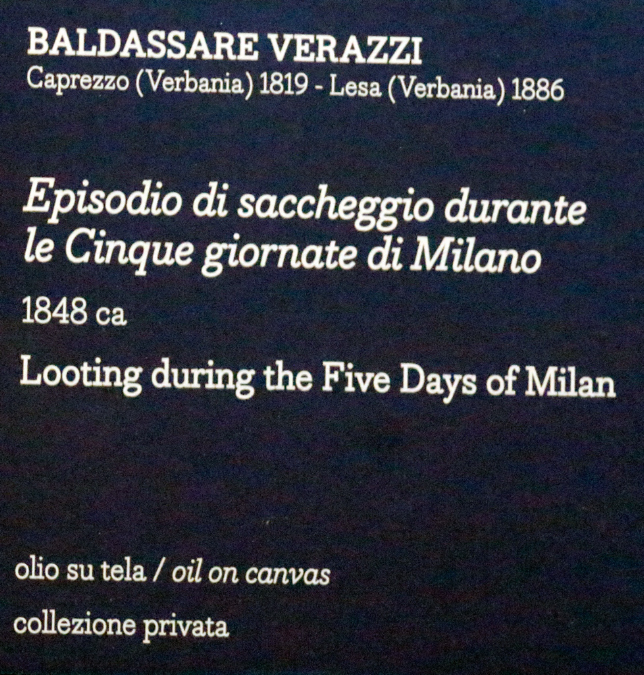 BALDASSARE VERAZZI
Caprezzo (Verbania) 1819 - Lesa (Verbania) 1886
Episodio di saccheggio durante
le Cinque giornate di Milano
1848 ca
Looting during the Five Days of Milan
olio su tela / oil on canvas
collezione privata